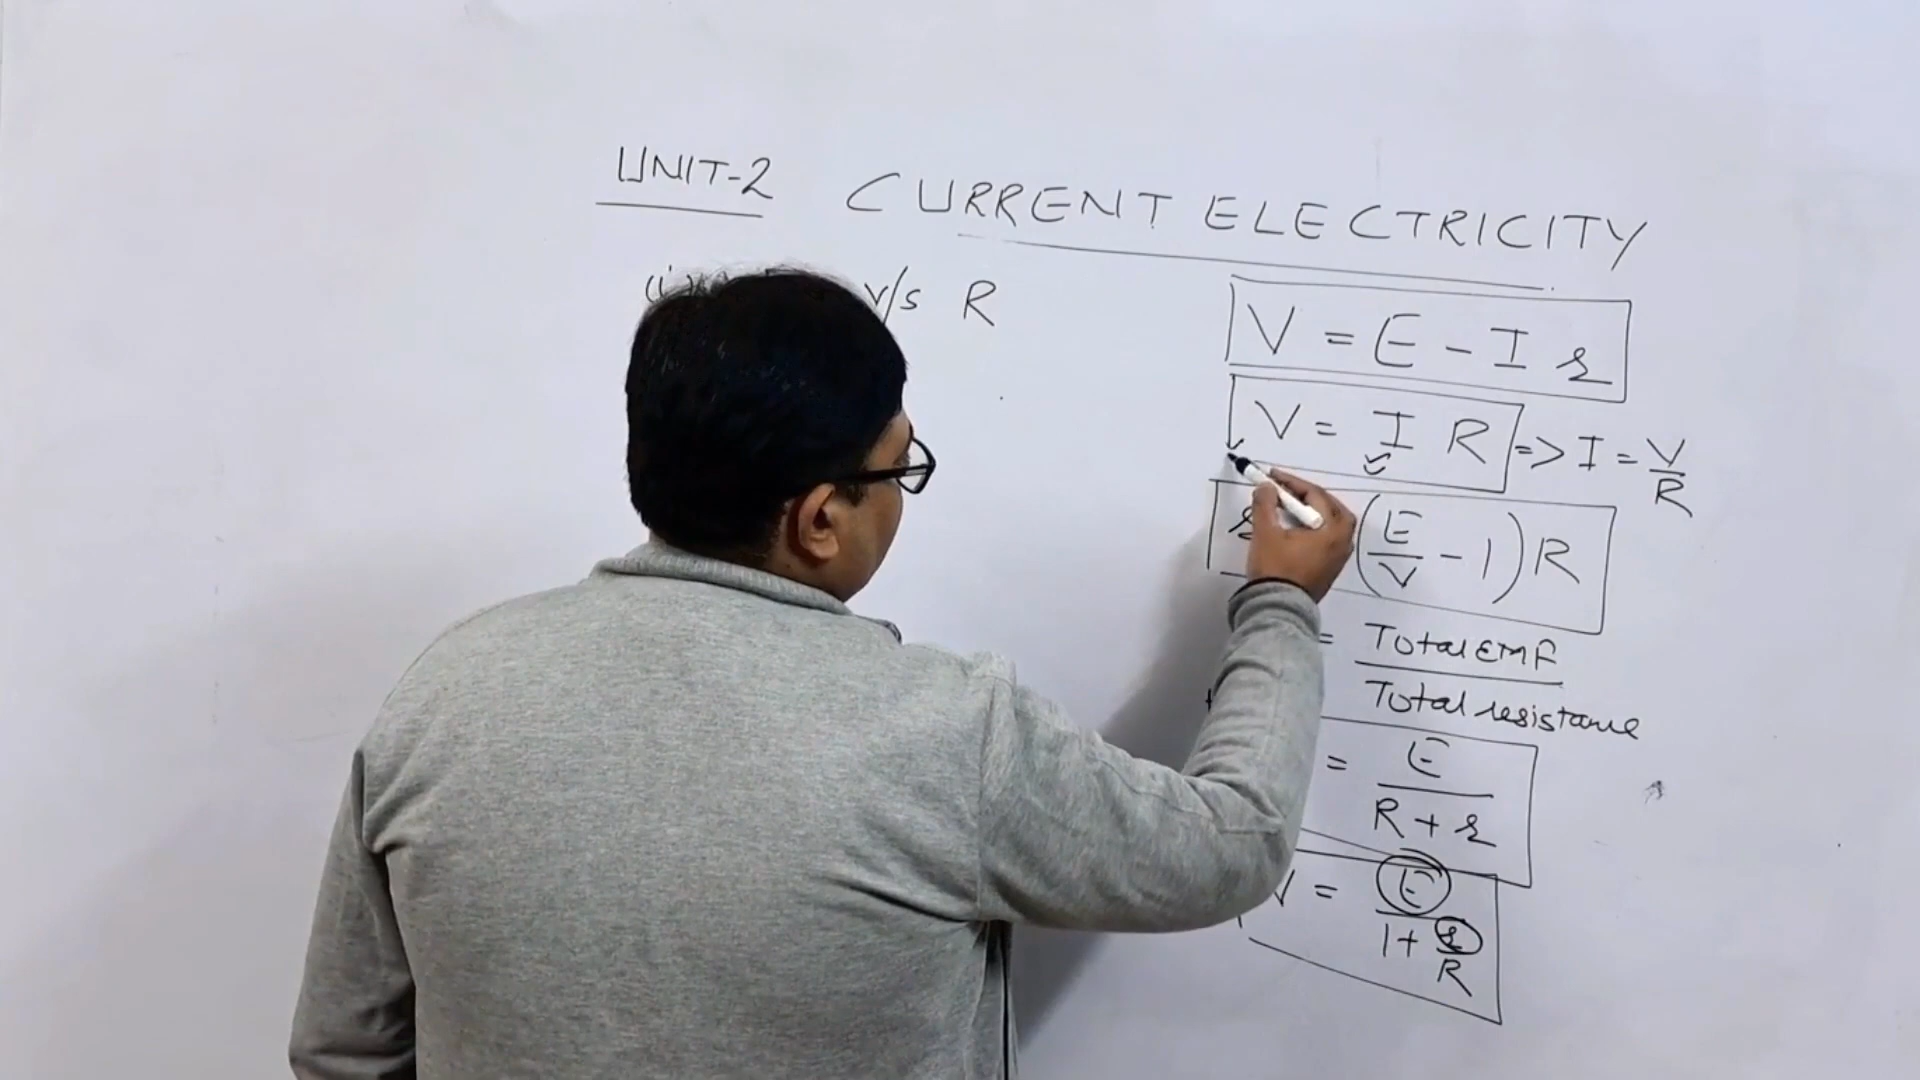 UNIT-2 CURRENT ELECTRICITY
(i) v/s R
V = E - I r
V = I R => I = V/R
r (E/V - 1) R
= Total EMF / Total resistance
= E / R + r
V = E / 1 + r/R